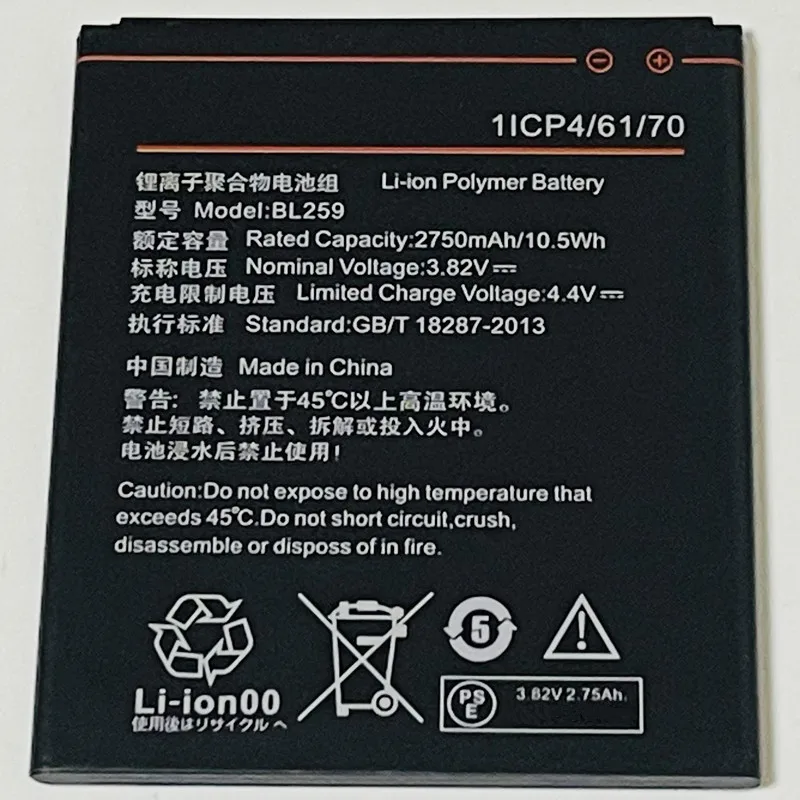 1ICP4/61/70
锂离子聚合物电池组 Li-ion Polymer Battery
型号 Model:BL259
额定容量 Rated Capacity:2750mAh/10.5Wh
标称电压 Nominal Voltage:3.82V⎓
充电限制电压 Limited Charge Voltage:4.4V⎓
执行标准 Standard:GB/T 18287-2013
中国制造 Made in China
警告: 禁止置于45℃以上高温环境。
禁止短路、挤压、拆解或投入火中。
电池浸水后禁止使用!
Caution:Do not expose to high temperature that
exceeds 45℃.Do not short circuit,crush,
disassemble or disposs of in fire.
5
Li-ion00
使用後はリサイクルへ
PS
E
3.82V 2.75Ah.